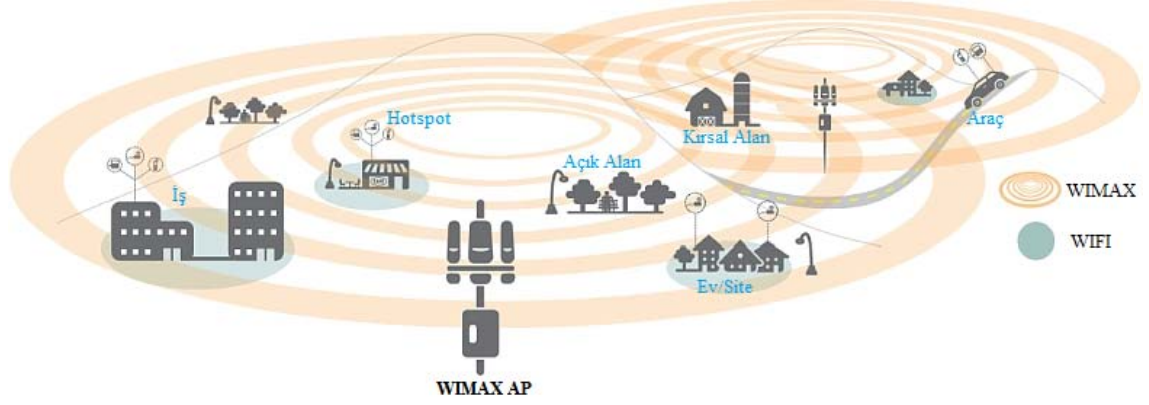 Hotspot
Kırsal Alan
Araç
Açık Alan
İş
WIMAX
WIFI
Ev/Site
WIMAX AP